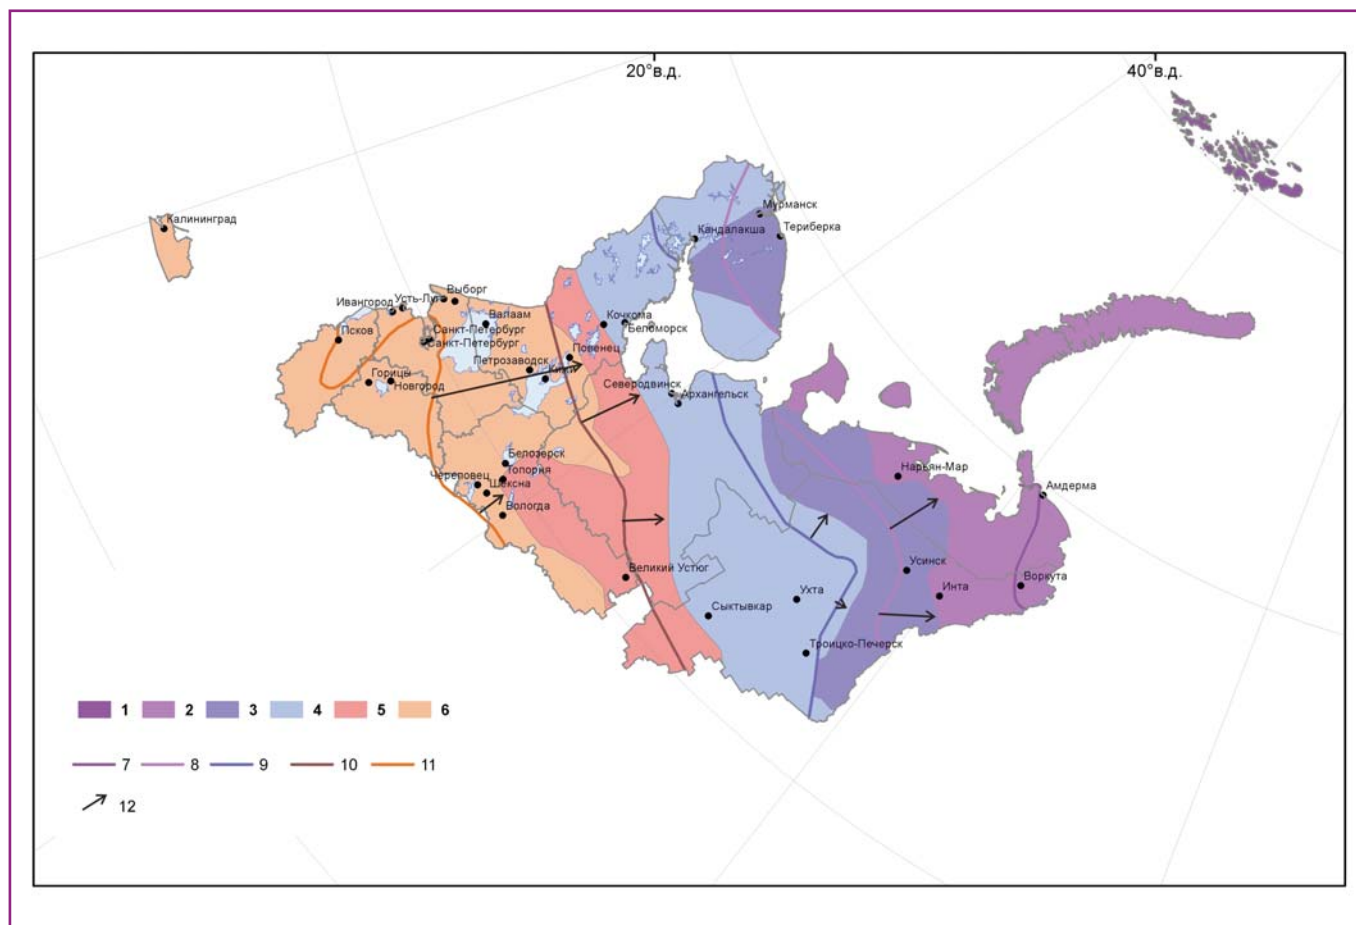 20°в.д.
40°в.д.
Калининград
Мурманск
Кандалакша
Териберка
Ивангород
Усть-Луга
Выборг
Валаам
Псков
Санкт-Петербург
Санкт-Петербург
Кочкома
Беломорск
Повенец
Петрозаводск
Кижи
Горицы
Новгород
Северодвинск
Архангельск
Белозерск
Топорня
Череповец
Шексна
Вологда
Нарьян-Мар
Амдерма
Великий Устюг
Усинск
Инта
Воркута
Ухта
Сыктывкар
Троицко-Печерск
1 2 3 4 5 6
7 8 9 10 11
12